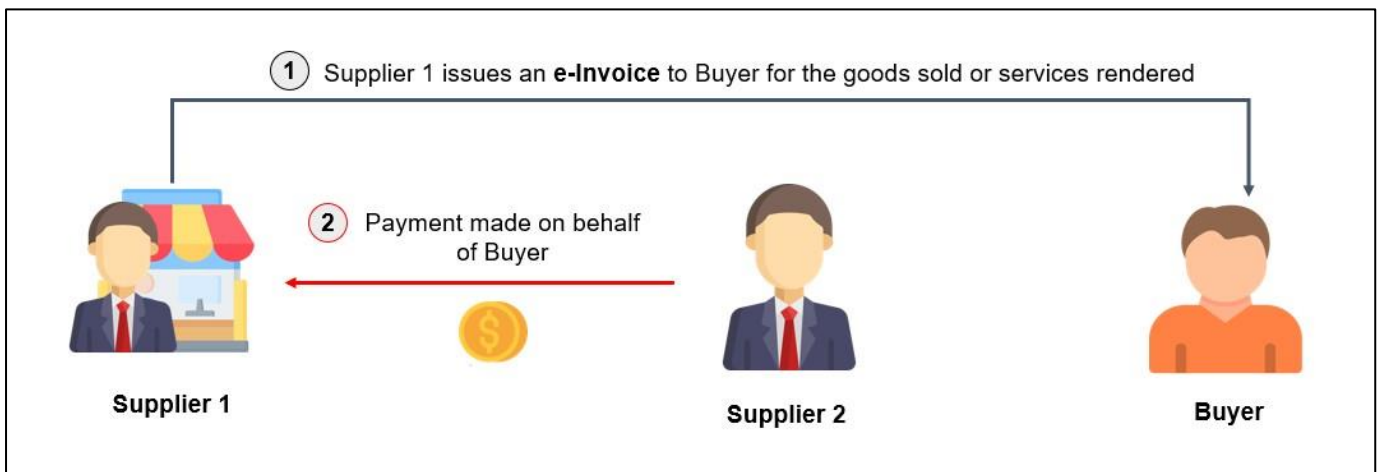 1 Supplier 1 issues an e-Invoice to Buyer for the goods sold or services rendered
2 Payment made on behalf
of Buyer
$
Supplier 1
Supplier 2
Buyer